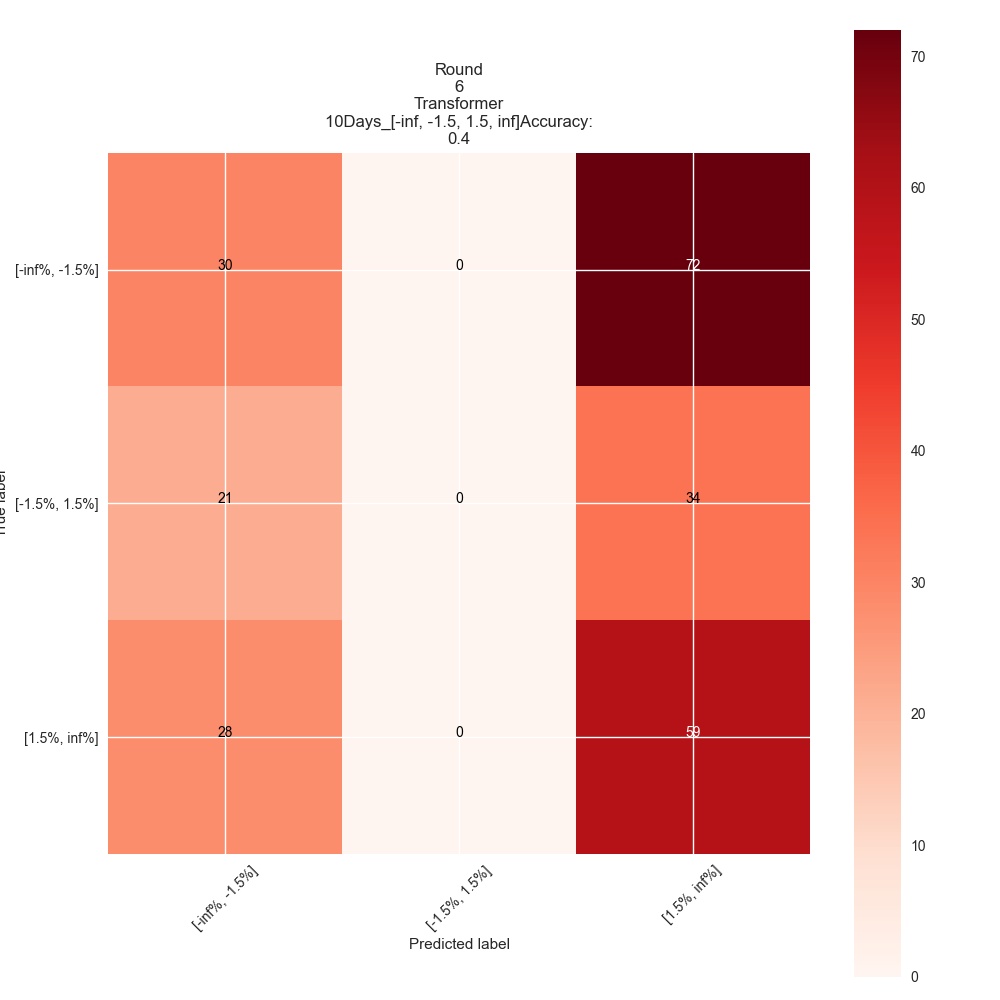 Round
6
Transformer
10Days_[-inf, -1.5, 1.5, inf]Accuracy:
0.4
70
60
50
40
30
20
10
0
[-inf%, -1.5%]
30
0
72
True label
[-1.5%, 1.5%]
21
0
34
[1.5%, inf%]
28
0
59
[-inf%, -1.5%]
[-1.5%, 1.5%]
[1.5%, inf%]
Predicted label